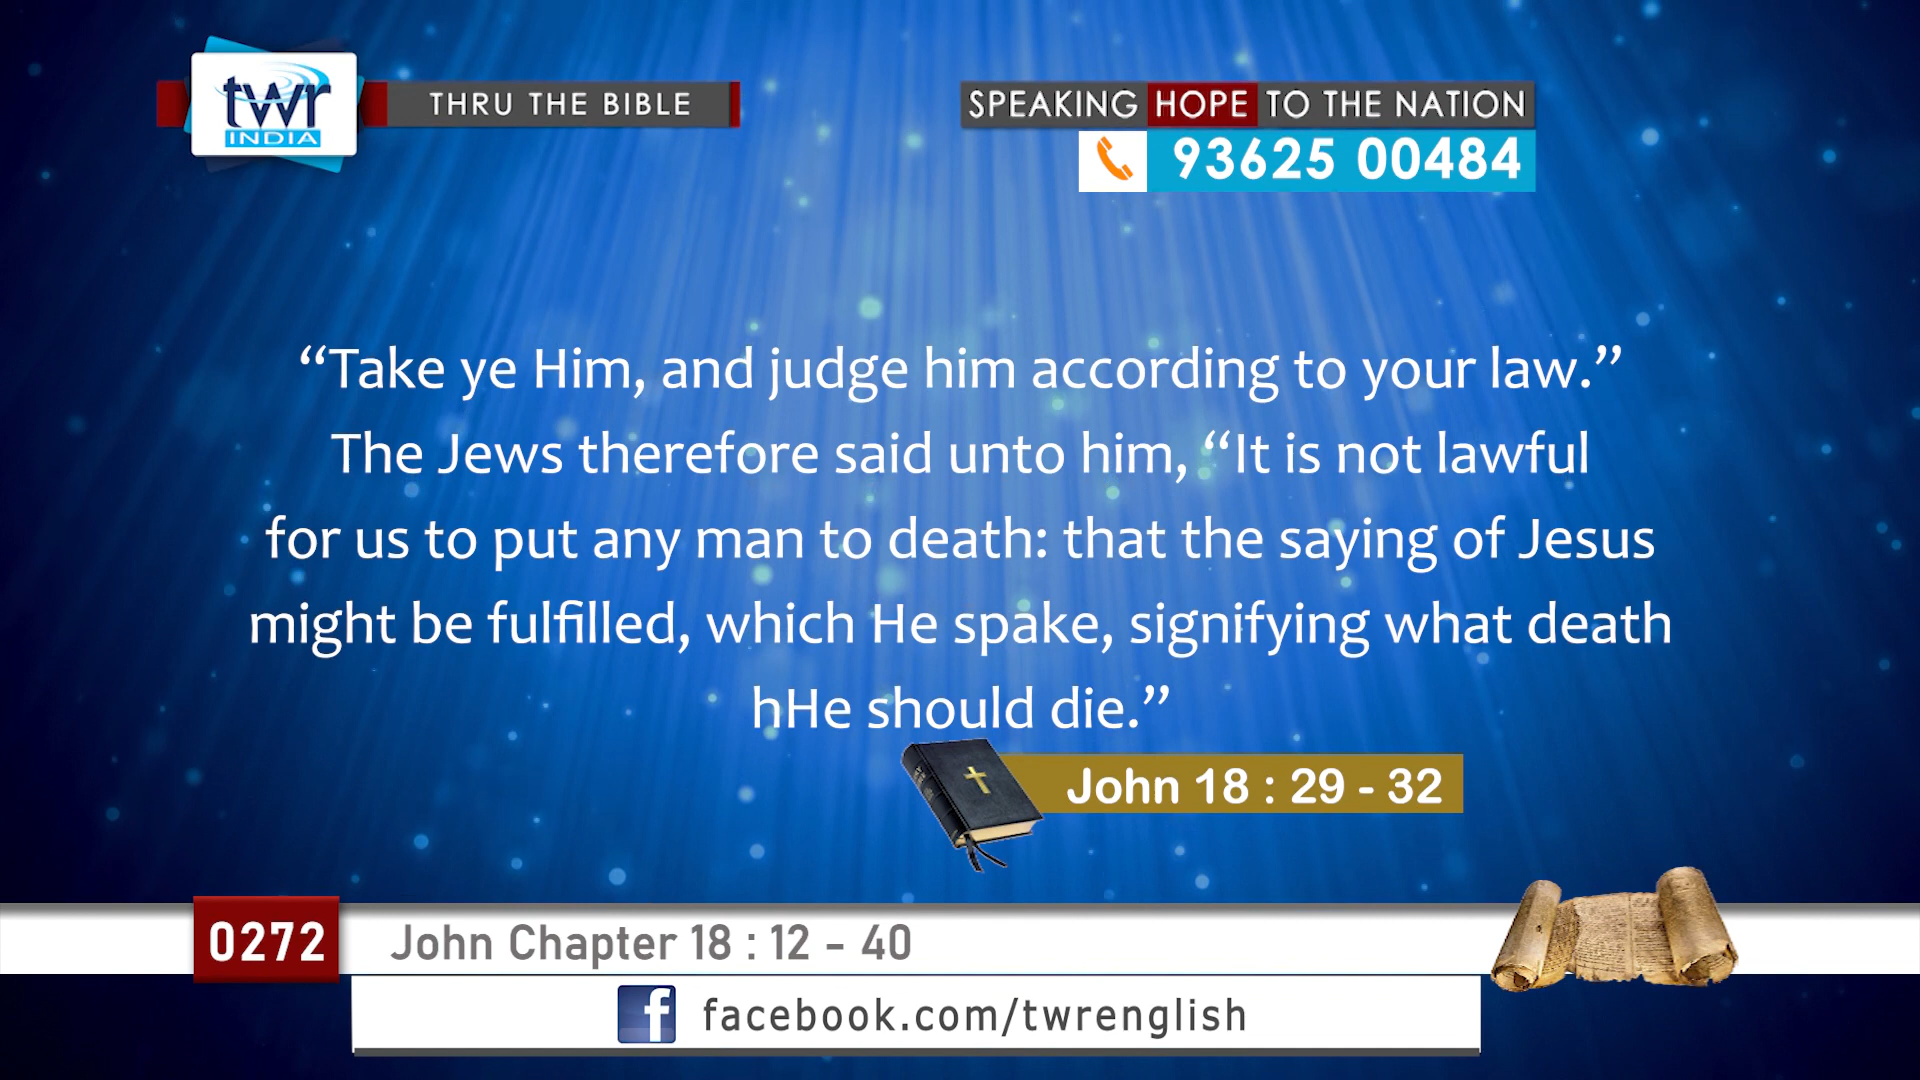 twr
INDIA
THRU THE BIBLE
SPEAKING HOPE TO THE NATION
93625 00484
“Take ye Him, and judge him according to your law.”
The Jews therefore said unto him, “It is not lawful
for us to put any man to death: that the saying of Jesus
might be fulfilled, which He spake, signifying what death
hHe should die.”
John 18 : 29 - 32
0272
John Chapter 18 : 12 - 40
facebook.com/twrenglish